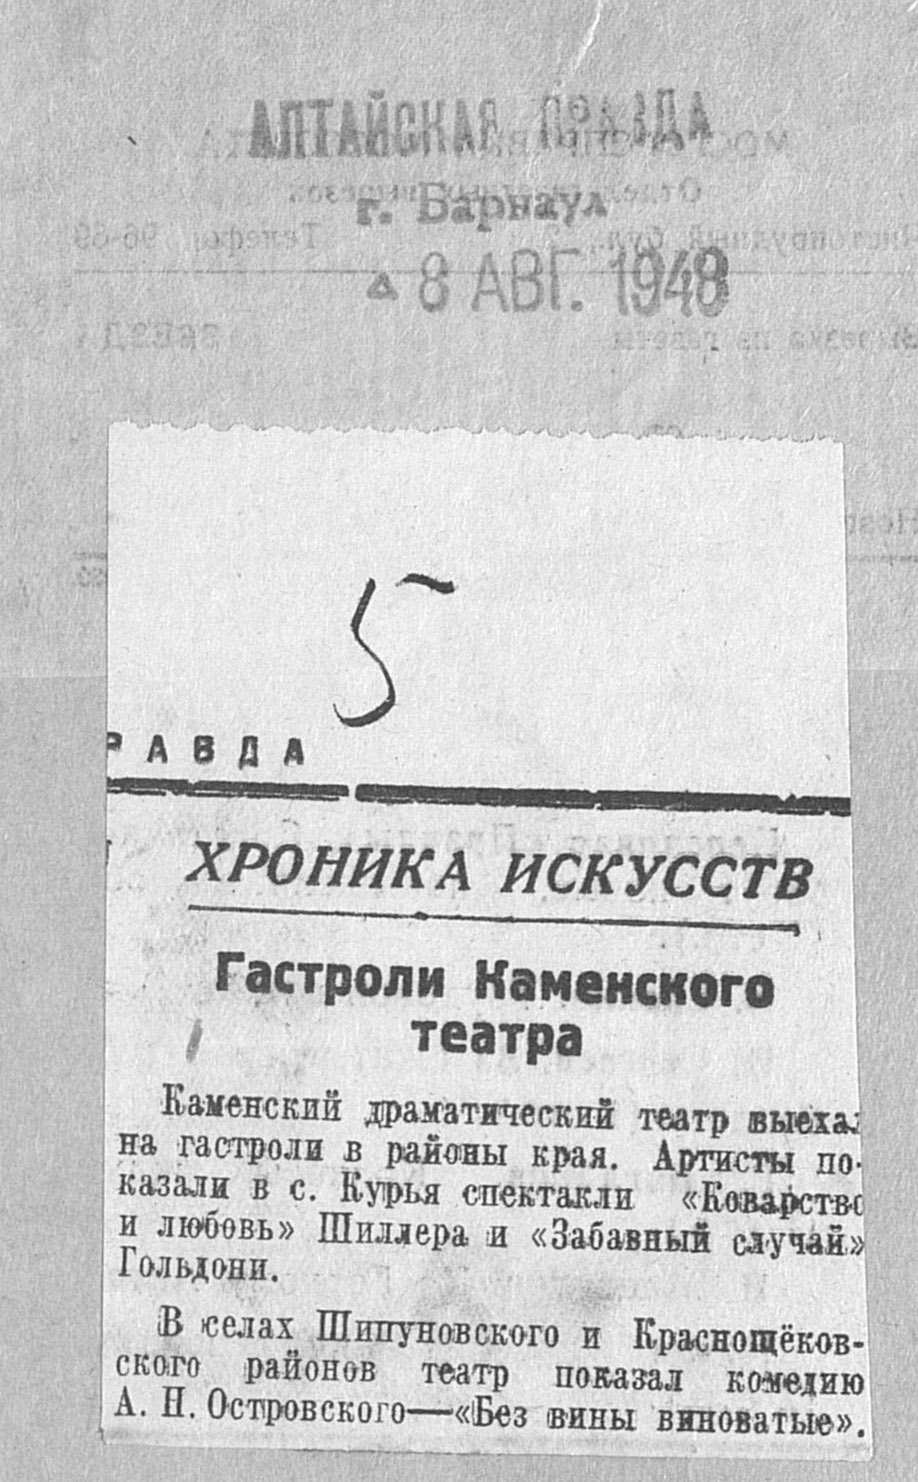 АЛТАЙСКАЯ ПРАВДА
г. Барнаул
8 АВГ. 1948
5
РАВДА
ХРОНИКА ИСКУССТВ
Гастроли Каменского
театра
Каменский драматический театр выехал
на гастроли в районы края. Артисты по-
казали в с. Курья спектакли «Коварство
и любовь» Шиллера и «Забавный случай»
Гольдони.
В селах Шипуновского и Краснощёков-
ского районов театр показал комедию
А. Н. Островского—«Без вины виноватые».